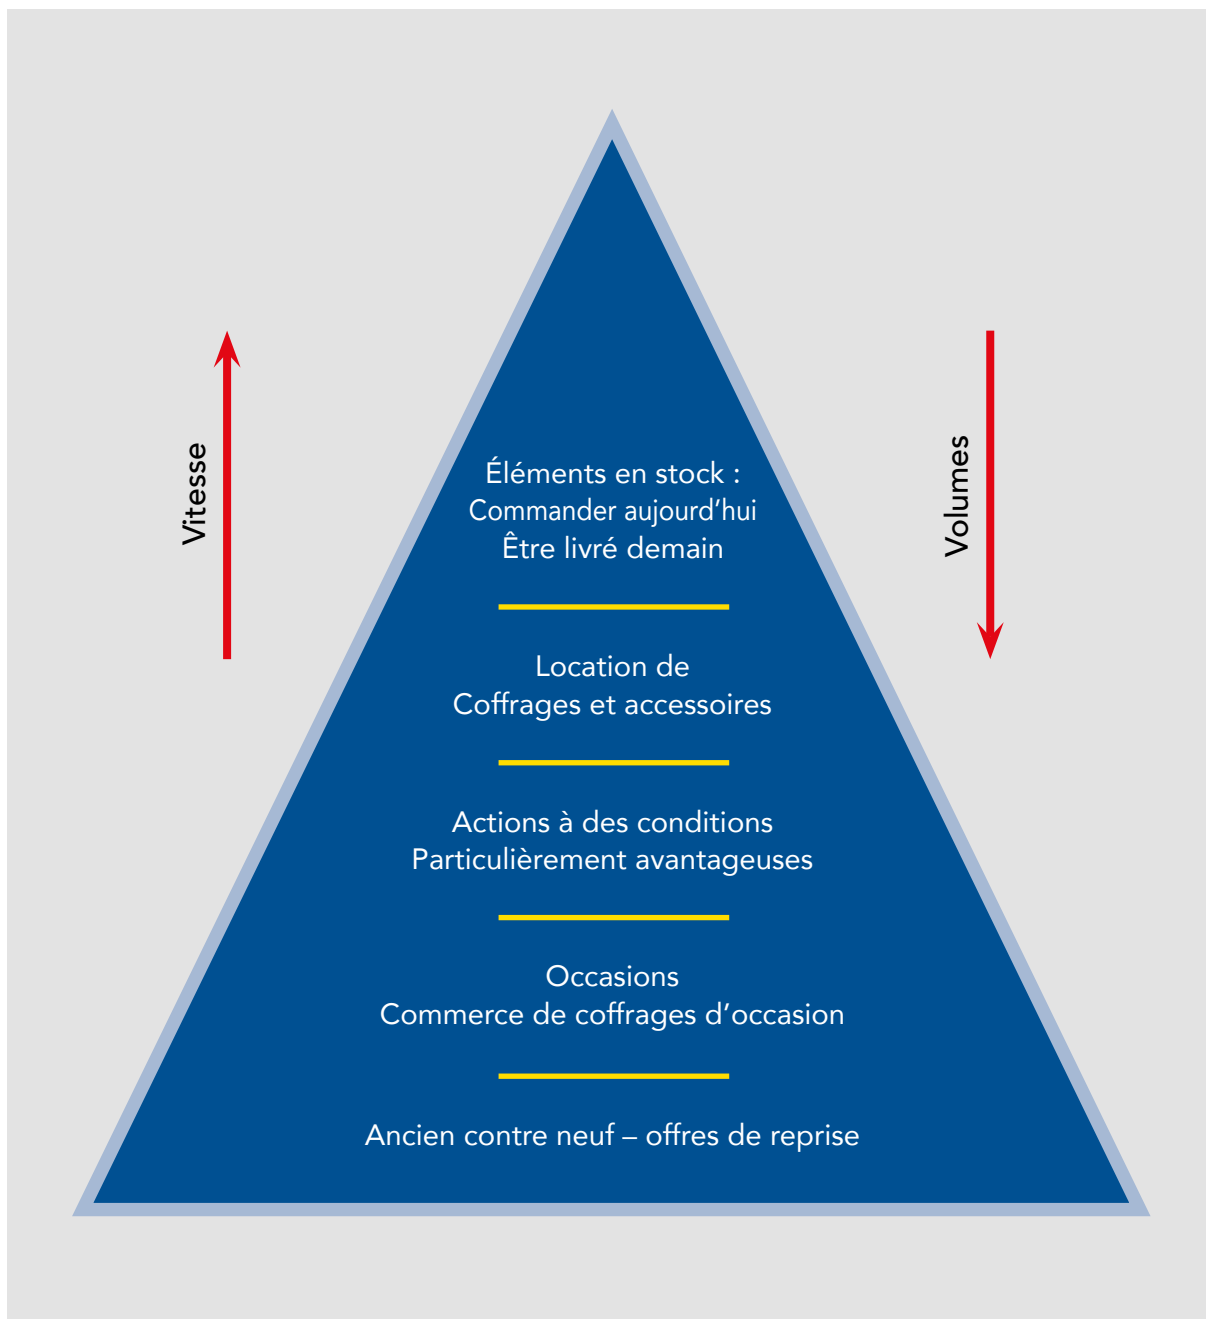 Vitesse
Volumes
Éléments en stock :
Commander aujourd’hui
Être livré demain
Location de
Coffrages et accessoires
Actions à des conditions
Particulièrement avantageuses
Occasions
Commerce de coffrages d’occasion
Ancien contre neuf – offres de reprise